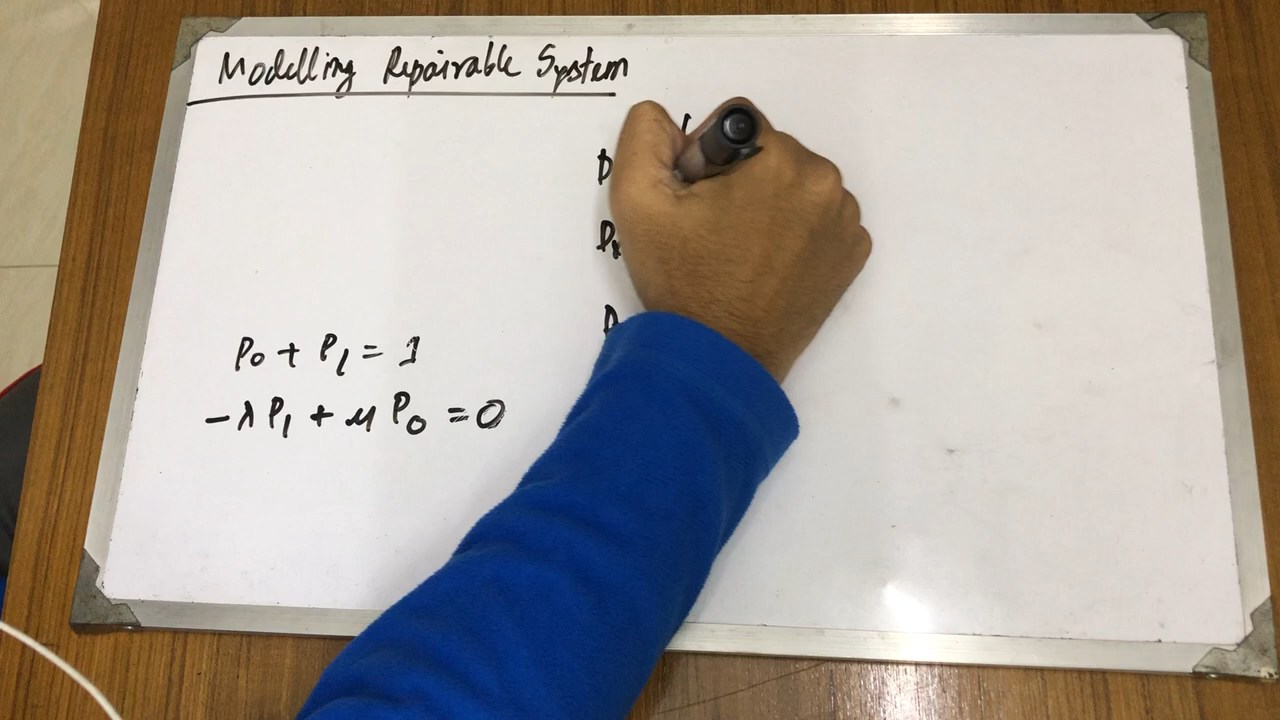 Modelling Repairable System
P
P
P₀ + P₁ = 1
-λP₁ + μP₀ = 0